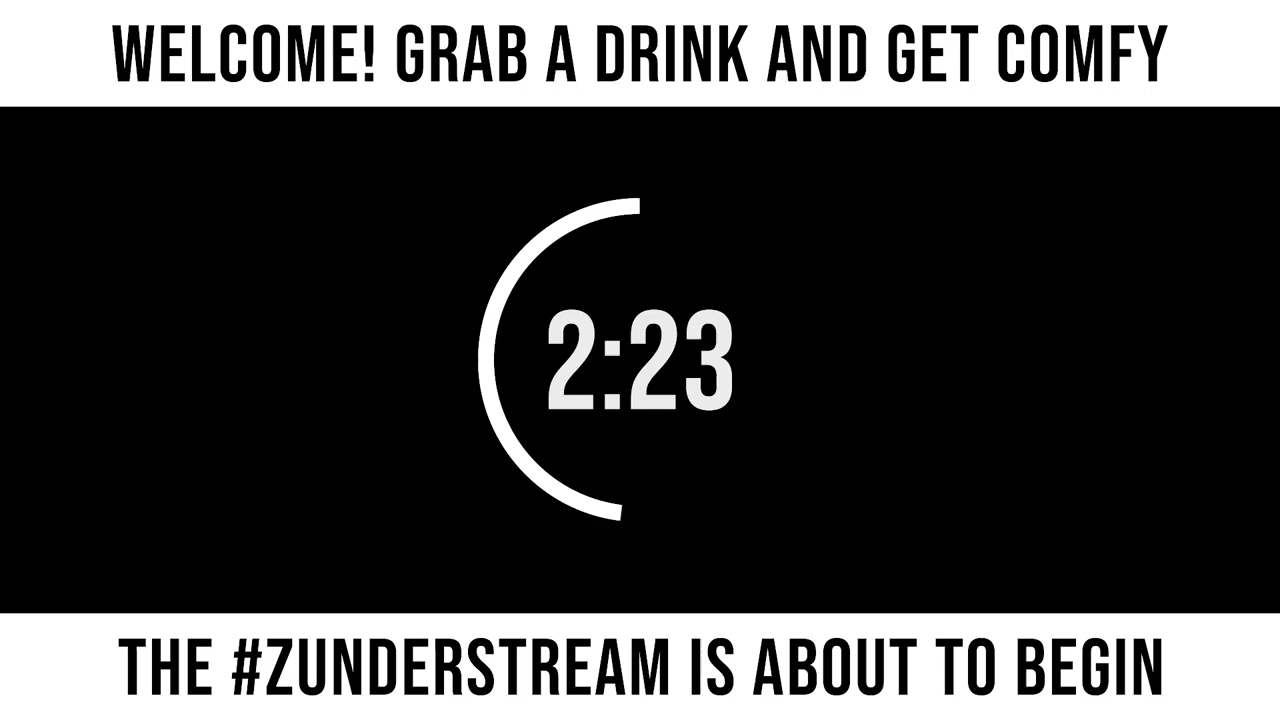 WELCOME! GRAB A DRINK AND GET COMFY
2:23
THE #ZUNDERSTREAM IS ABOUT TO BEGIN